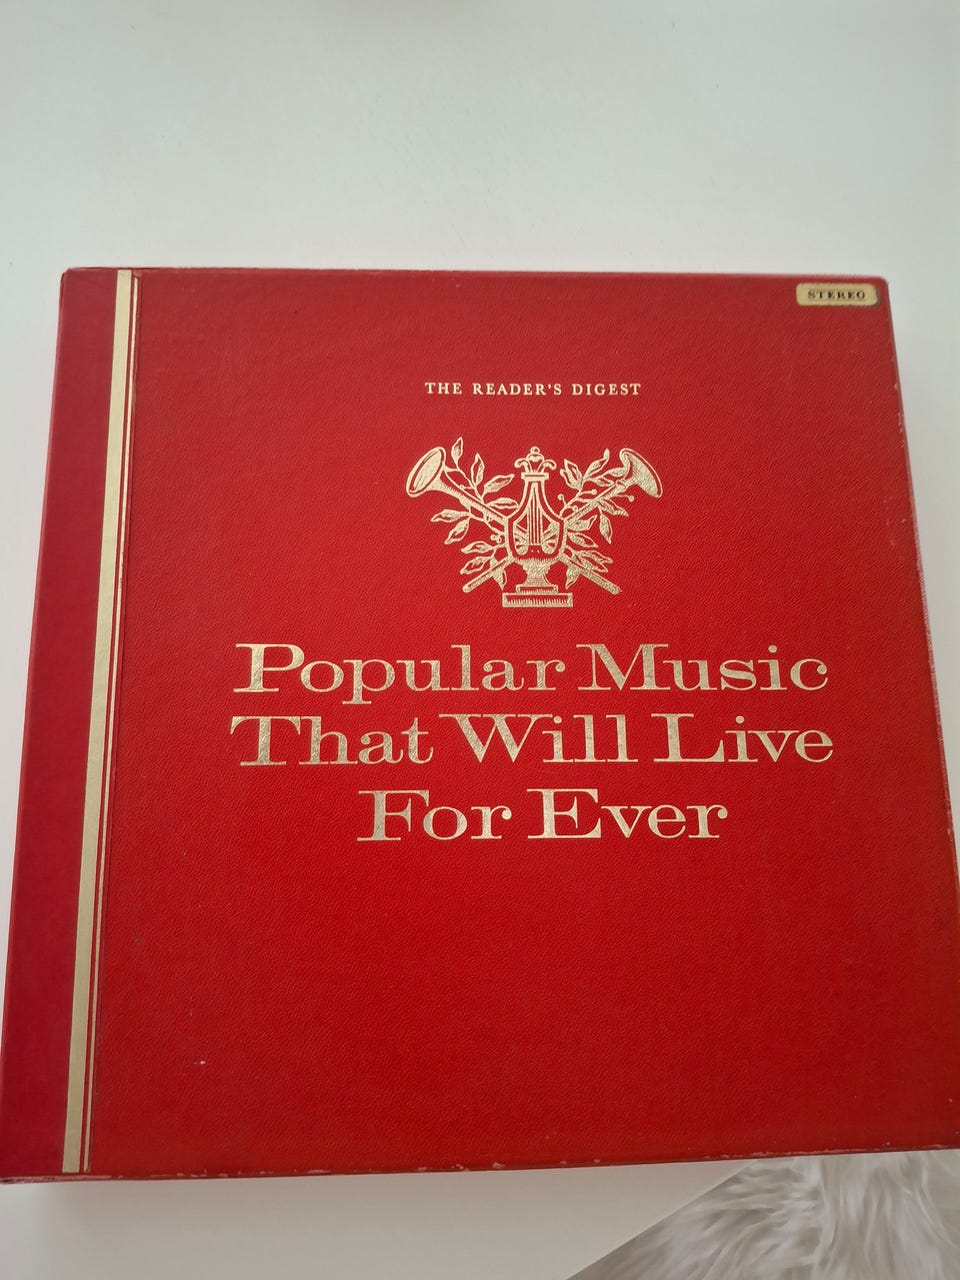 STEREO
THE READER'S DIGEST
Popular Music
That Will Live
For Ever